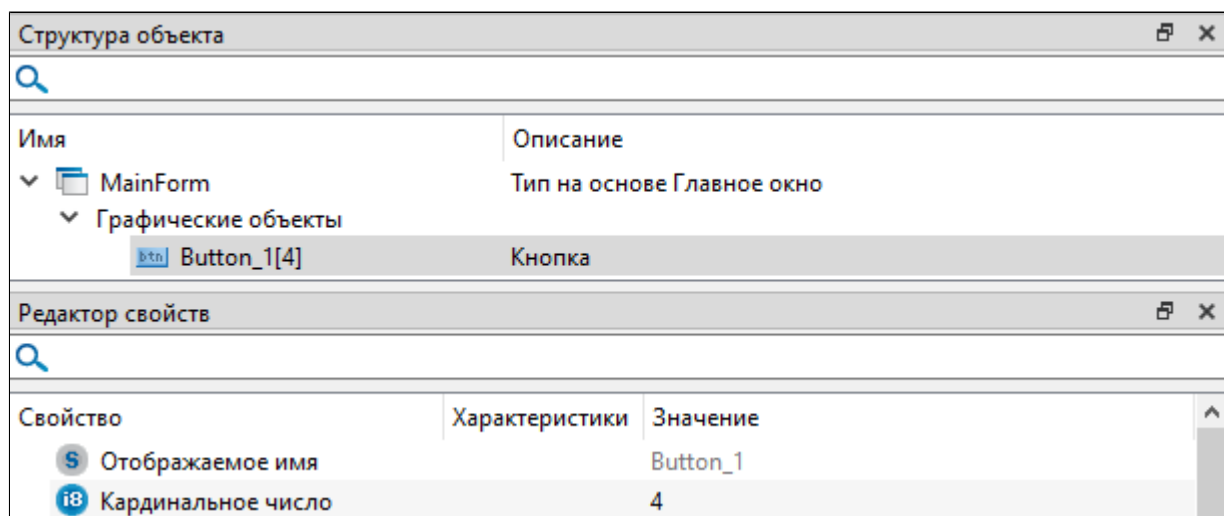 Структура объекта
Имя Описание
MainForm Тип на основе Главное окно
Графические объекты
btn Button_1[4] Кнопка
Редактор свойств
Свойство Характеристики Значение
S Отображаемое имя Button_1
i8 Кардинальное число 4